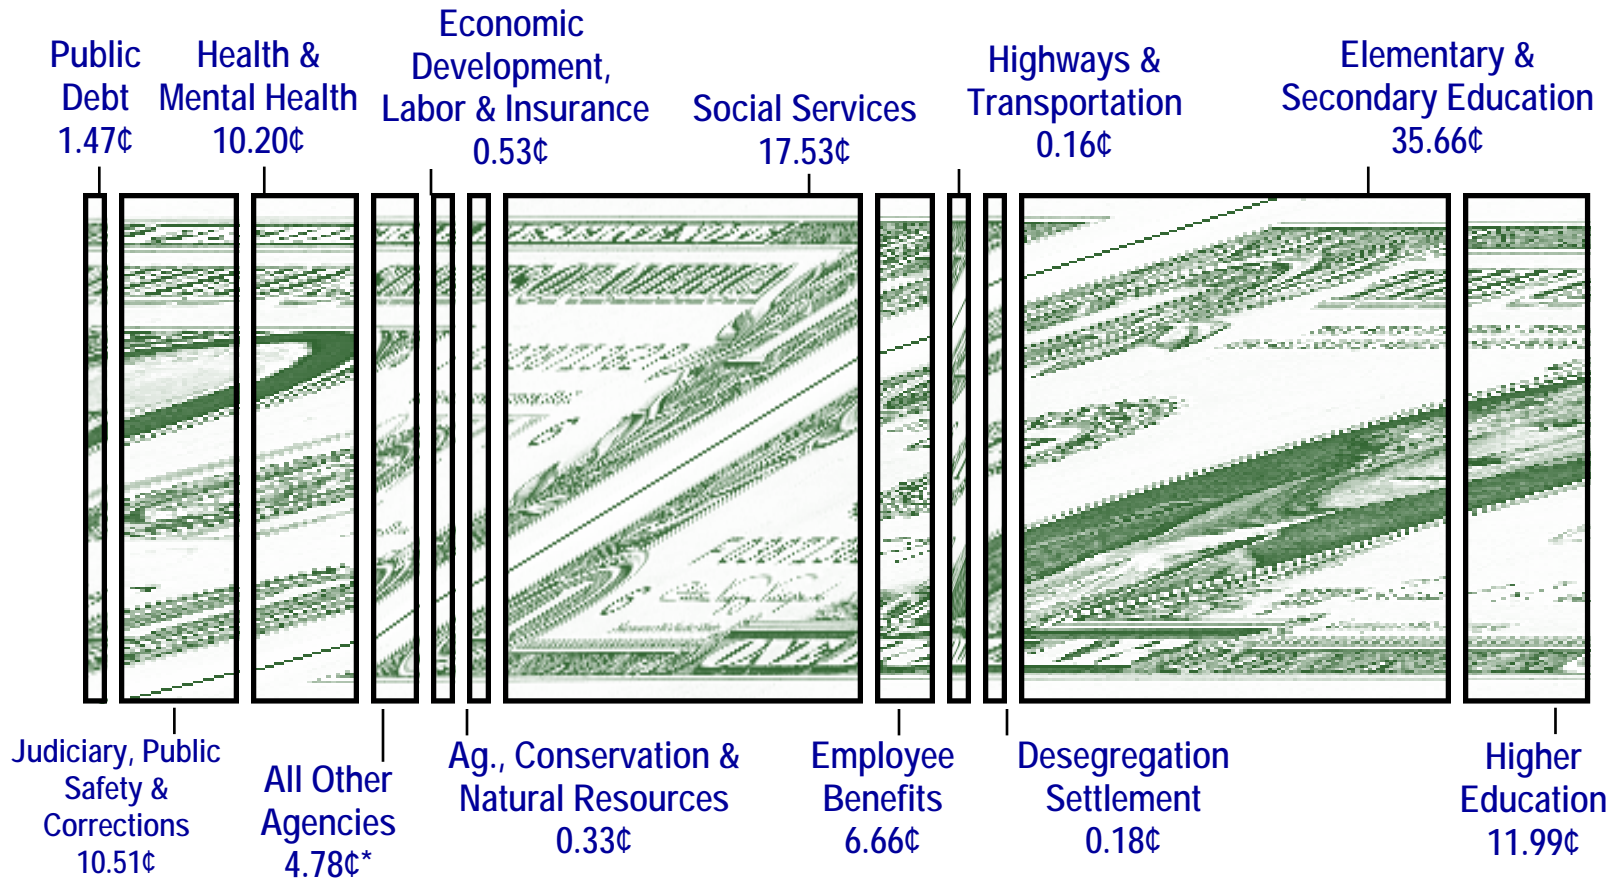 Public
Debt
1.47¢
Health &
Mental Health
10.20¢
Economic
Development,
Labor & Insurance
0.53¢
Social Services
17.53¢
Highways &
Transportation
0.16¢
Elementary &
Secondary Education
35.66¢
Judiciary, Public
Safety &
Corrections
10.51¢
All Other
Agencies
4.78¢*
Ag., Conservation &
Natural Resources
0.33¢
Employee
Benefits
6.66¢
Desegregation
Settlement
0.18¢
Higher
Education
11.99¢